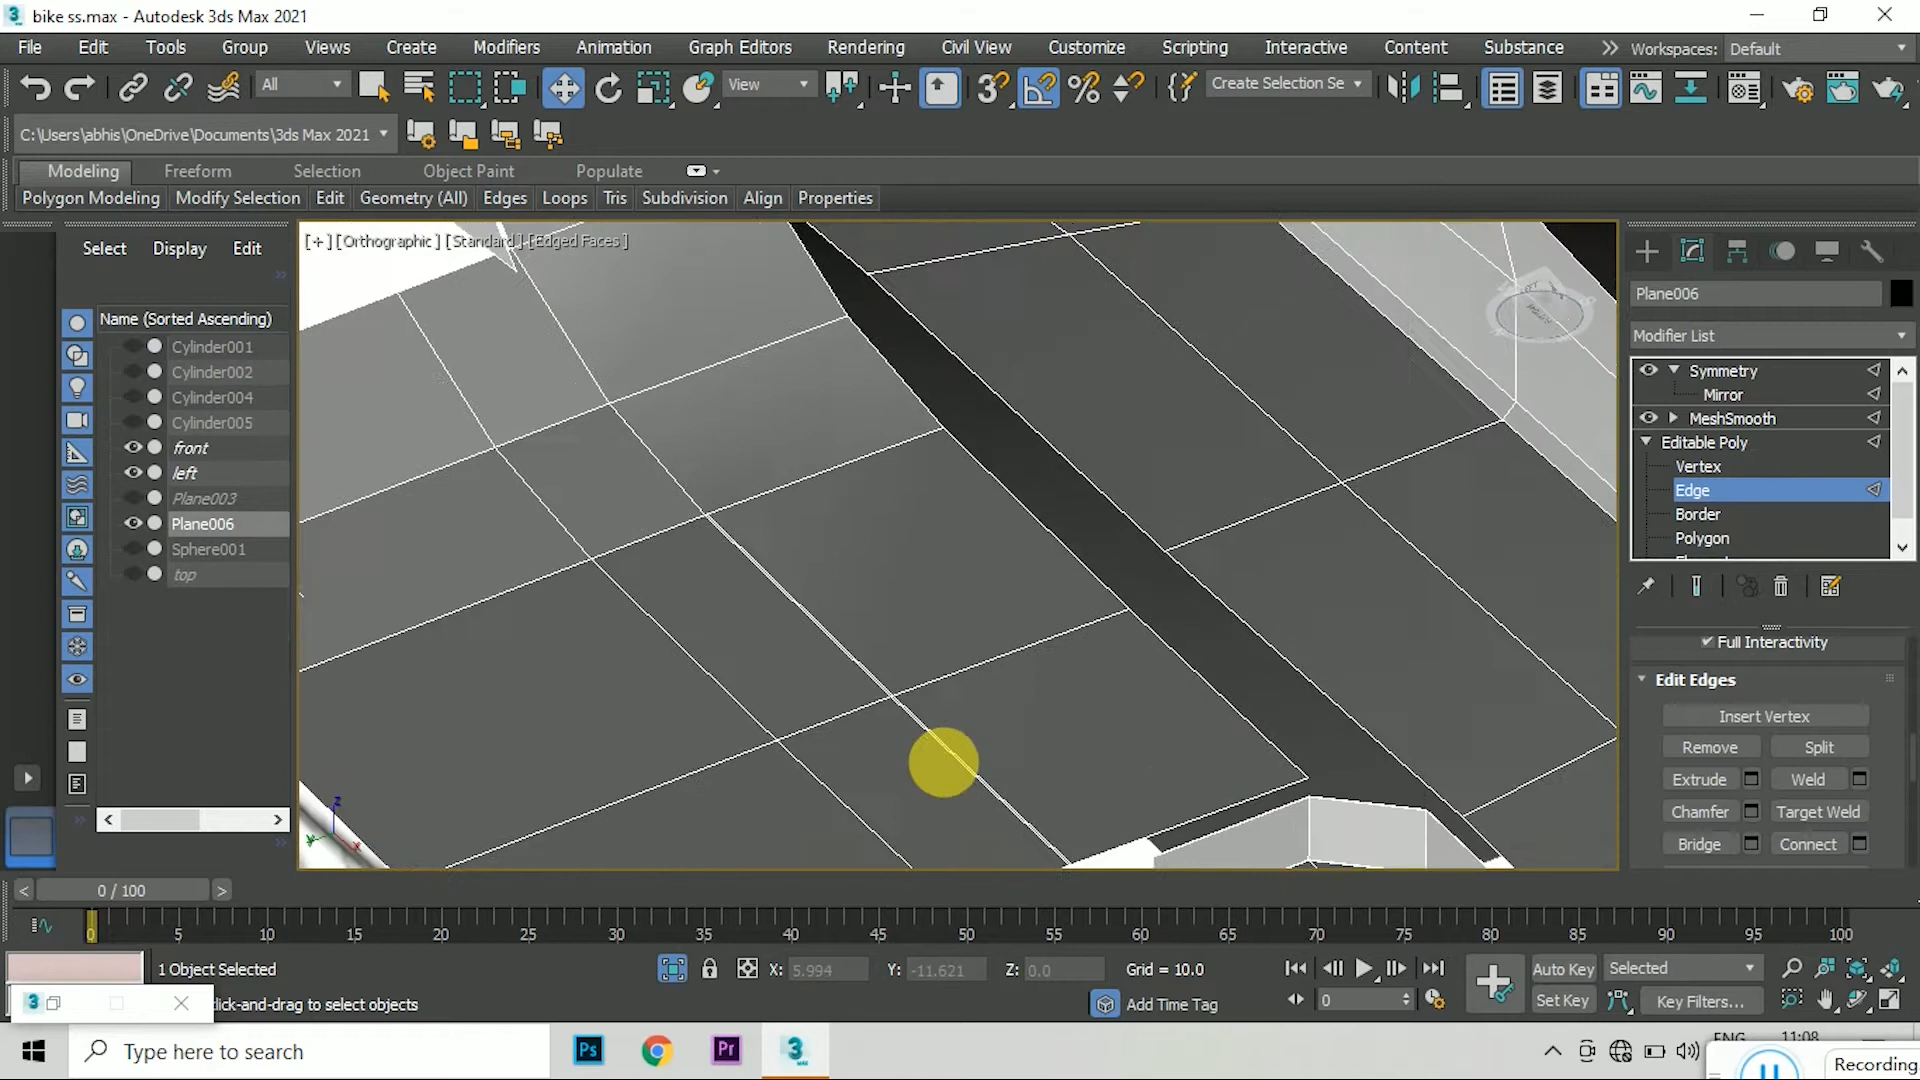 bike ss.max - Autodesk 3ds Max 2021
File Edit Tools Group Views Create Modifiers Animation Graph Editors Rendering Civil View Customize Scripting Interactive Content Substance Workspaces: Default
All View Create Selection Se
C:\Users\abhis\OneDrive\Documents\3ds Max 2021
Modeling Freeform Selection Object Paint Populate
Polygon Modeling Modify Selection Edit Geometry (All) Edges Loops Tris Subdivision Align Properties
Select Display Edit
[+] [Orthographic] [Standard] [Edged Faces]
Name (Sorted Ascending)
Cylinder001
Cylinder002
Cylinder004
Cylinder005
front
left
Plane003
Plane006
Sphere001
top
Plane006
Modifier List
Symmetry
Mirror
MeshSmooth
Editable Poly
Vertex
Edge
Border
Polygon
Full Interactivity
Edit Edges
Insert Vertex
Remove Split
Extrude Weld
Chamfer Target Weld
Bridge Connect
0 / 100
0 5 10 15 20 25 30 35 40 45 50 55 60 65 70 75 80 85 90 95 100
1 Object Selected X: 5.994 Y: -11.621 Z: 0.0 Grid = 10.0 Auto Key Selected
lick-and-drag to select objects Add Time Tag 0 Set Key Key Filters...
Type here to search
ENG 11:08
Recording